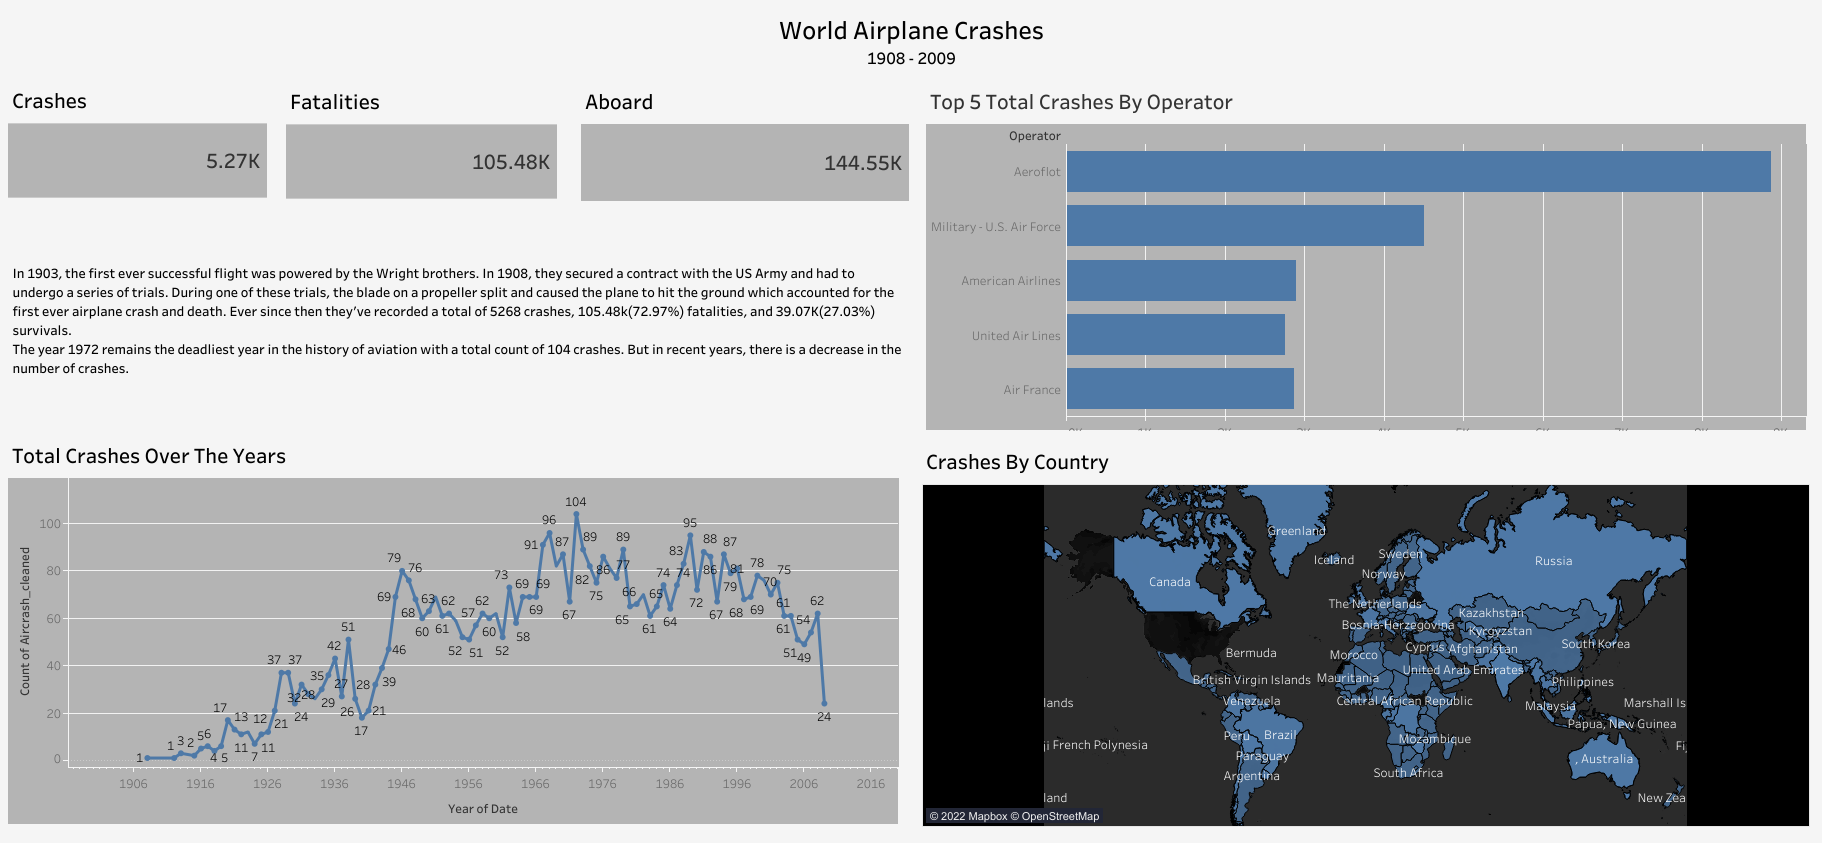 World Airplane Crashes
1908 - 2009
Crashes
Fatalities
Aboard
5.27K
105.48K
144.55K
In 1903, the first ever successful flight was powered by the Wright brothers. In 1908, they secured a contract with the US Army and had to
undergo a series of trials. During one of these trials, the blade on a propeller split and caused the plane to hit the ground which accounted for the
first ever airplane crash and death. Ever since then they've recorded a total of 5268 crashes, 105.48k(72.97%) fatalities, and 39.07K(27.03%)
survivals.
The year 1972 remains the deadliest year in the history of aviation with a total count of 104 crashes. But in recent years, there is a decrease in the
number of crashes.
Top 5 Total Crashes By Operator
Operator
Aeroflot
Military - U.S. Air Force
American Airlines
United Air Lines
Air France
Total Crashes Over The Years
Count of Aircrash_cleaned
100
80
60
40
20
0
1 1 3 2 5 6 4 5 17 11 13 7 12 11 21 37 37 32 24 28 35 29 42 27 51 26 17 28 21 39 46 69 79 76 68 60 63 61 62 52 57 51 62 60 52 73 58 69 69 69 91 96 87 67 104 89 82 75 86 77 89 66 65 61 65 74 64 74 83 95 72 88 86 67 87 79 81 68 69 78 70 75 61 61 51 54 49 62 24
1906 1916 1926 1936 1946 1956 1966 1976 1986 1996 2006 2016
Year of Date
Crashes By Country
Greenland
Iceland
Sweden
Russia
Norway
Canada
The Netherlands
Kazakhstan
Bosnia-Herzegovina
Kyrgyzstan
South Korea
Cyprus
Afghanistan
Bermuda
Morocco
United Arab Emirates
British Virgin Islands
Mauritania
Philippines
lands
Venezuela
Central African Republic
Malaysia
Marshall Is
Papua, New Guinea
Peru
Brazil
Mozambique
ji French Polynesia
Fij
Paraguay
, Australia
Argentina
South Africa
land
New Zea
© 2022 Mapbox © OpenStreetMap